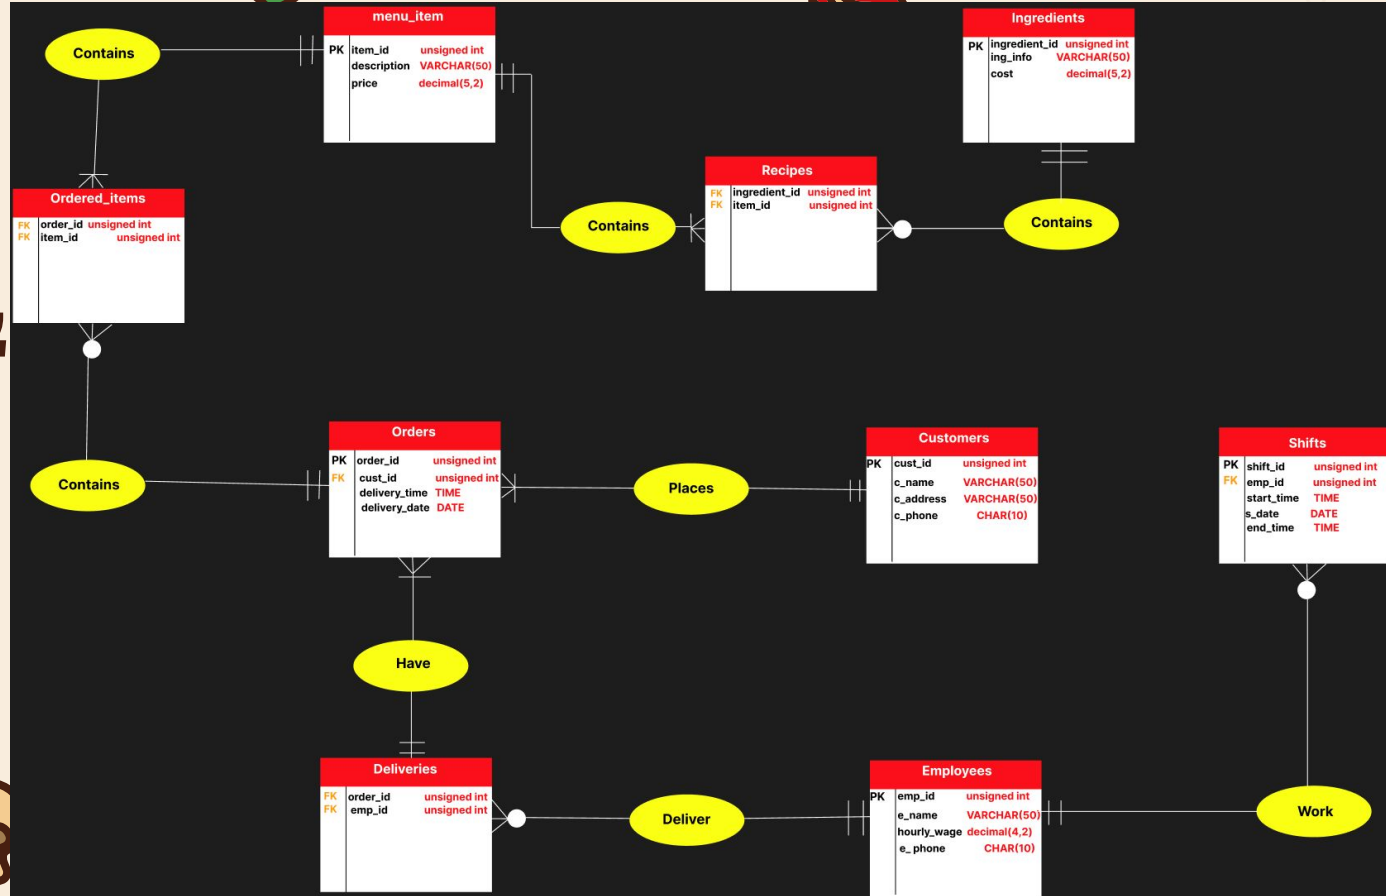 menu_item
PK item_id unsigned int
description VARCHAR(50)
price decimal(5,2)
Ingredients
PK ingredient_id unsigned int
ing_info VARCHAR(50)
cost decimal(5,2)
Contains
Recipes
FK ingredient_id unsigned int
FK item_id unsigned int
Contains
Contains
Ordered_items
FK order_id unsigned int
FK item_id unsigned int
Contains
Orders
PK order_id unsigned int
FK cust_id unsigned int
delivery_time TIME
delivery_date DATE
Places
Customers
PK cust_id unsigned int
c_name VARCHAR(50)
c_address VARCHAR(50)
c_phone CHAR(10)
Shifts
PK shift_id unsigned int
FK emp_id unsigned int
start_time TIME
s_date DATE
end_time TIME
Have
Deliveries
FK order_id unsigned int
FK emp_id unsigned int
Deliver
Employees
PK emp_id unsigned int
e_name VARCHAR(50)
hourly_wage decimal(4,2)
e_ phone CHAR(10)
Work